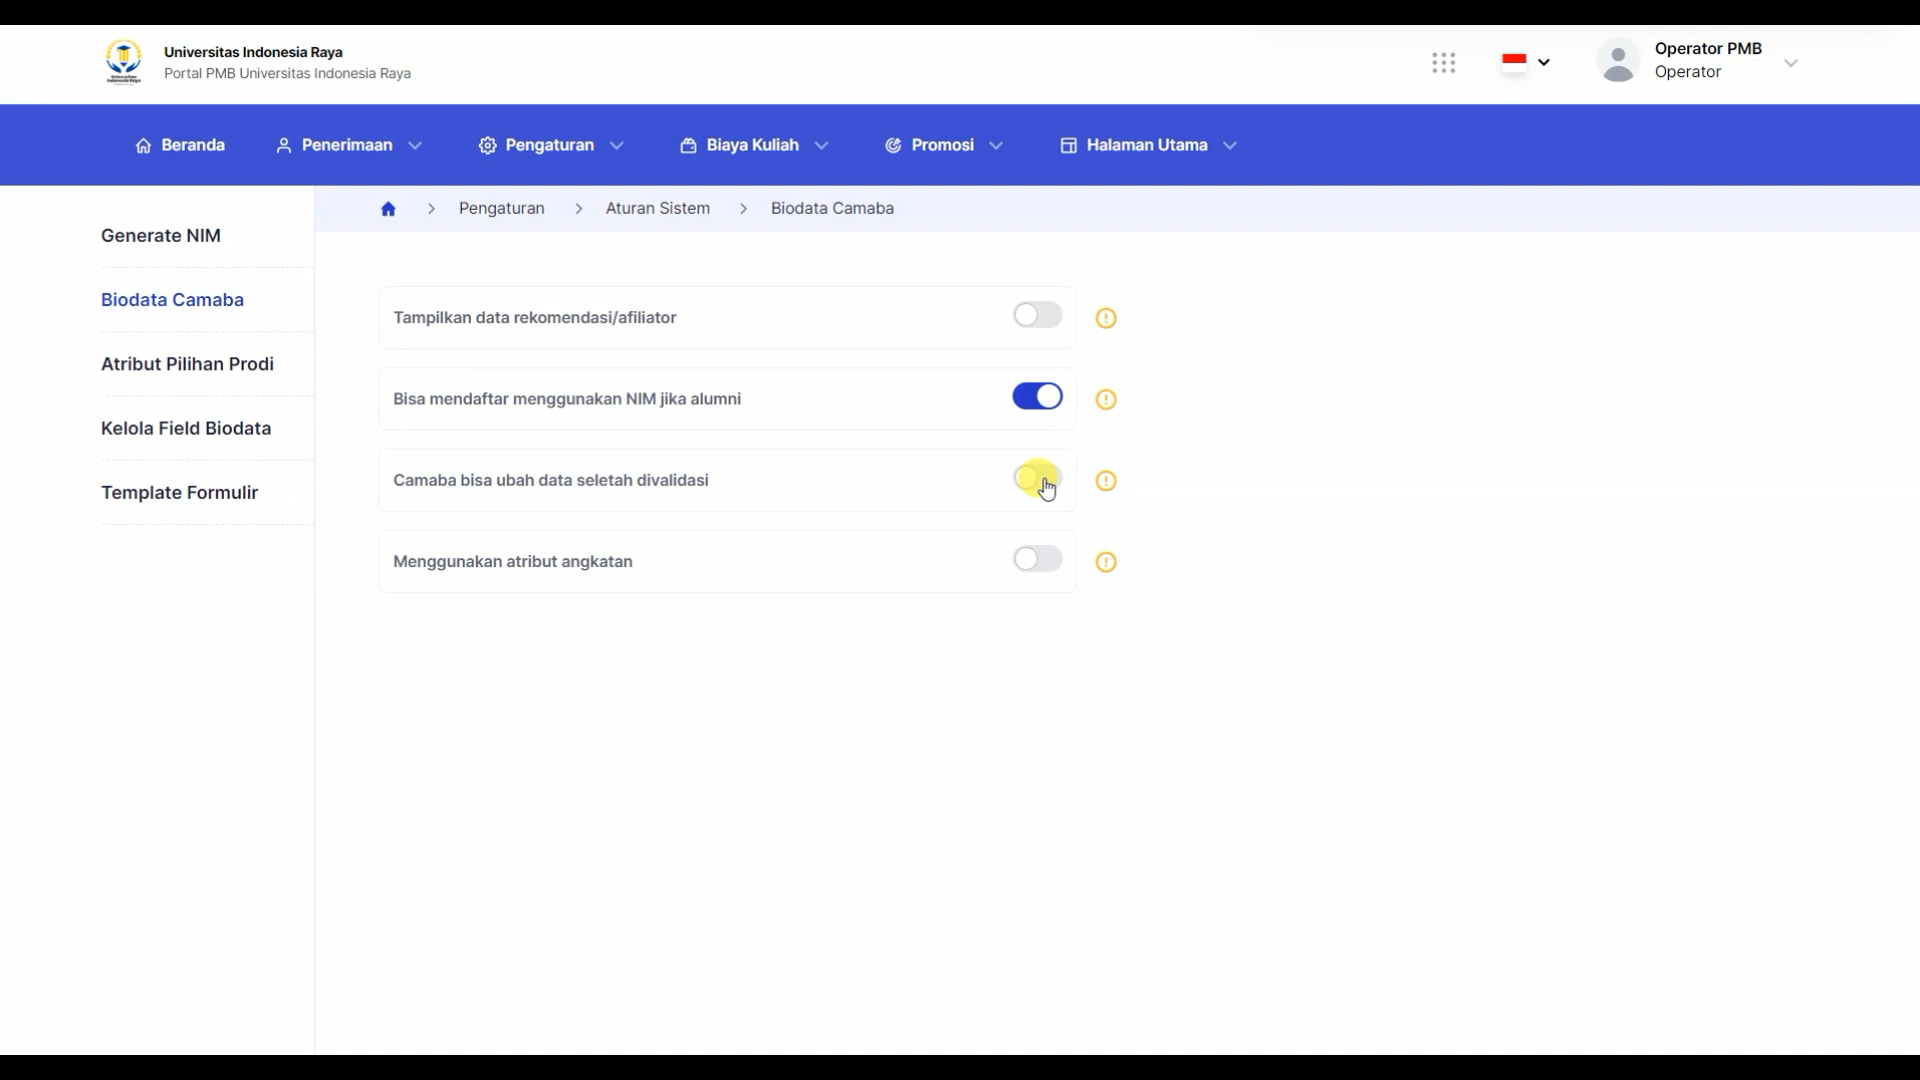 Universitas Indonesia Raya
Portal PMB Universitas Indonesia Raya
Operator PMB
Operator
Beranda
Penerimaan
Pengaturan
Biaya Kuliah
Promosi
Halaman Utama
Pengaturan
Aturan Sistem
Biodata Camaba
Generate NIM
Biodata Camaba
Atribut Pilihan Prodi
Kelola Field Biodata
Template Formulir
Tampilkan data rekomendasi/afiliator
Bisa mendaftar menggunakan NIM jika alumni
Camaba bisa ubah data seletah divalidasi
Menggunakan atribut angkatan